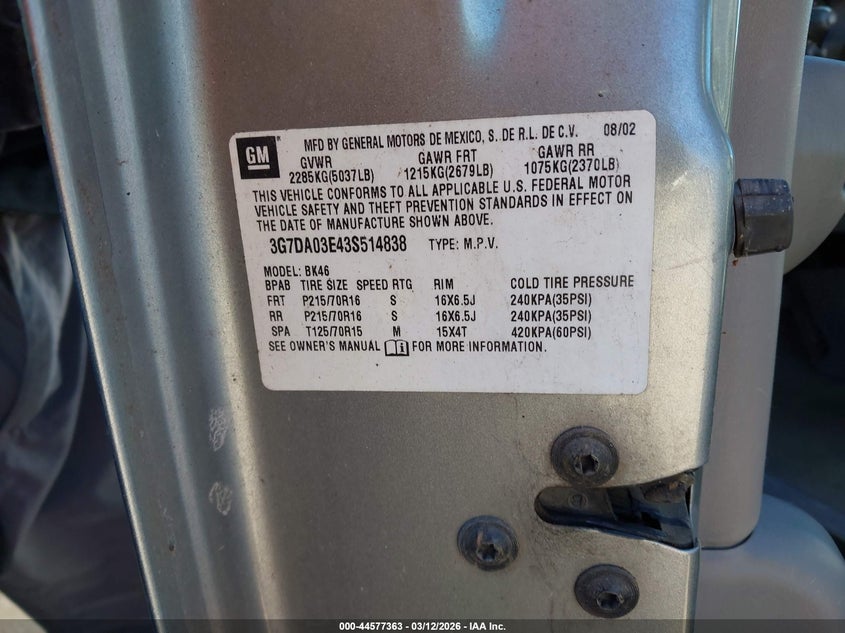 GM
MFD BY GENERAL MOTORS DE MEXICO, S. DE R.L. DE C.V. 08/02
GVWR GAWR FRT GAWR RR
2285KG(5037LB) 1215KG(2679LB) 1075KG(2370LB)
THIS VEHICLE CONFORMS TO ALL APPLICABLE U.S. FEDERAL MOTOR
VEHICLE SAFETY AND THEFT PREVENTION STANDARDS IN EFFECT ON
THE DATE OF MANUFACTURE SHOWN ABOVE.
3G7DA03E43S514838 TYPE: M.P.V.
MODEL: BK46
BPAB TIRE SIZE SPEED RTG RIM COLD TIRE PRESSURE
FRT P215/70R16 S 16X6.5J 240KPA(35PSI)
RR P215/70R16 S 16X6.5J 240KPA(35PSI)
SPA T125/70R15 M 15X4T 420KPA(60PSI)
SEE OWNER'S MANUAL FOR MORE INFORMATION.
000-44577363 - 03/12/2026 - IAA Inc.